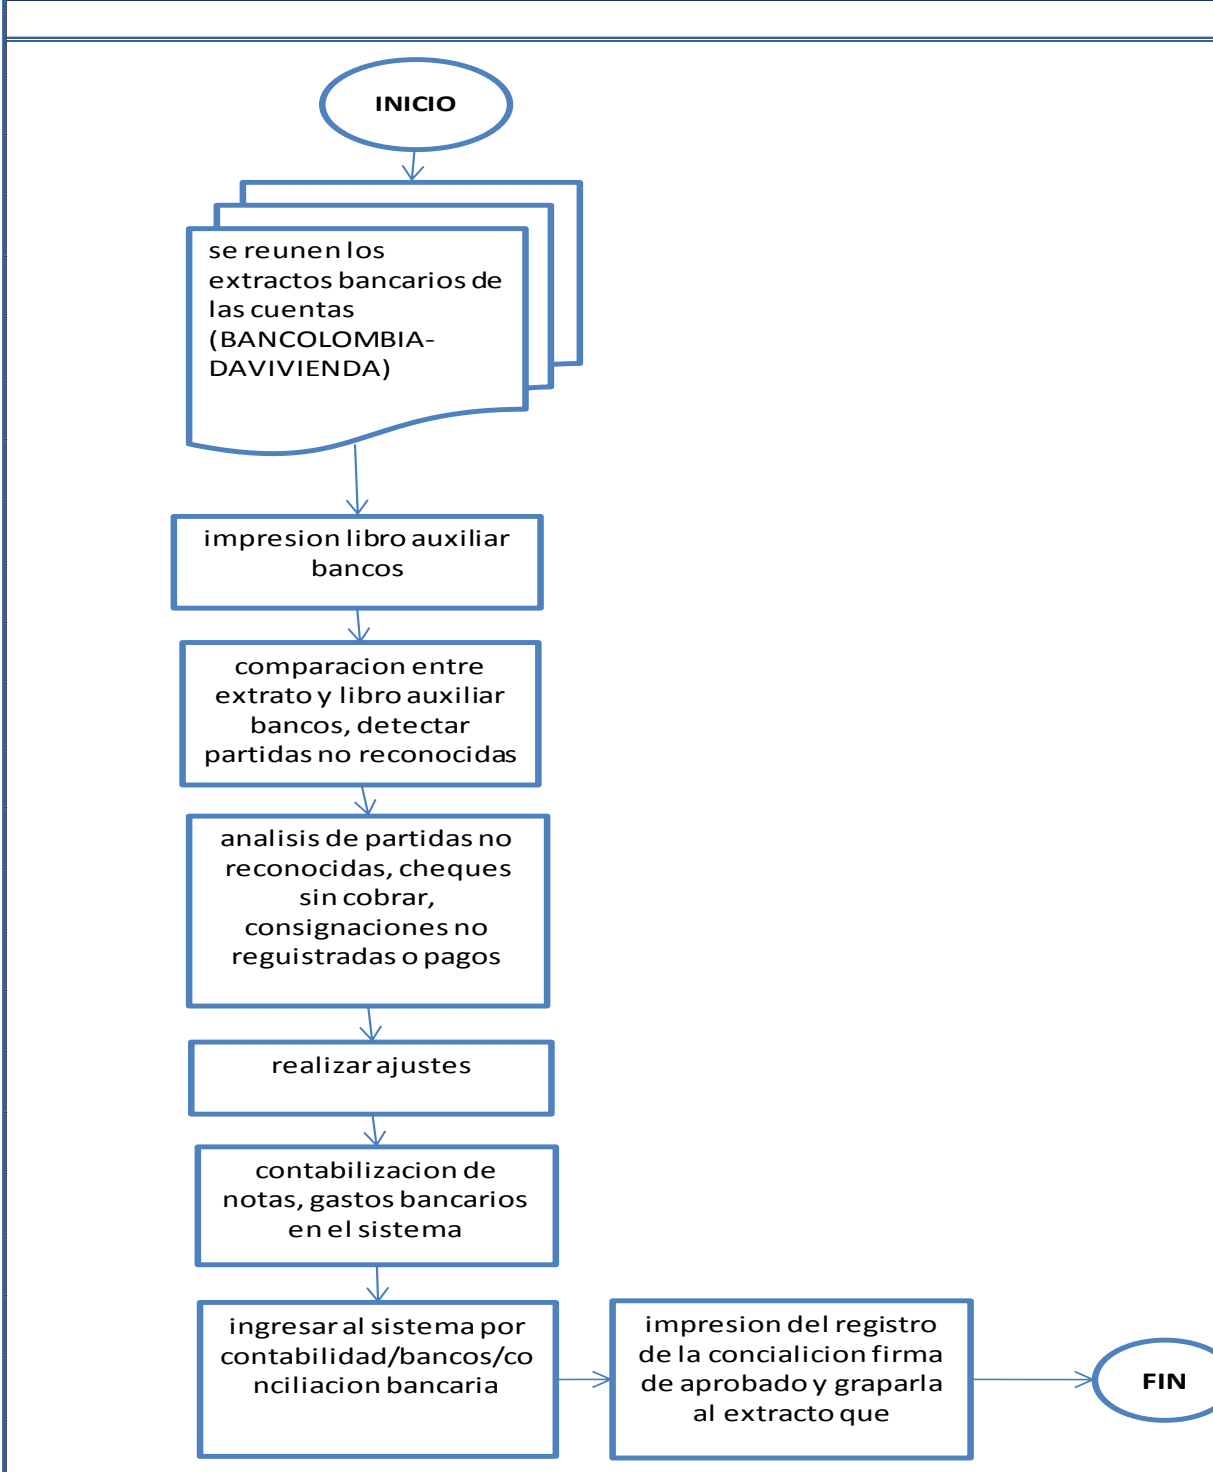 INICIO
se reunen los
extractos bancarios de
las cuentas
(BANCOLOMBIA-
DAVIVIENDA)
impresion libro auxiliar
bancos
comparacion entre
extrato y libro auxiliar
bancos, detectar
partidas no reconocidas
analisis de partidas no
reconocidas, cheques
sin cobrar,
consignaciones no
reguistradas o pagos
realizar ajustes
contabilizacion de
notas, gastos bancarios
en el sistema
ingresar al sistema por
contabilidad/bancos/co
nciliacion bancaria
impresion del registro
de la concialicion firma
de aprobado y graparla
al extracto que
FIN